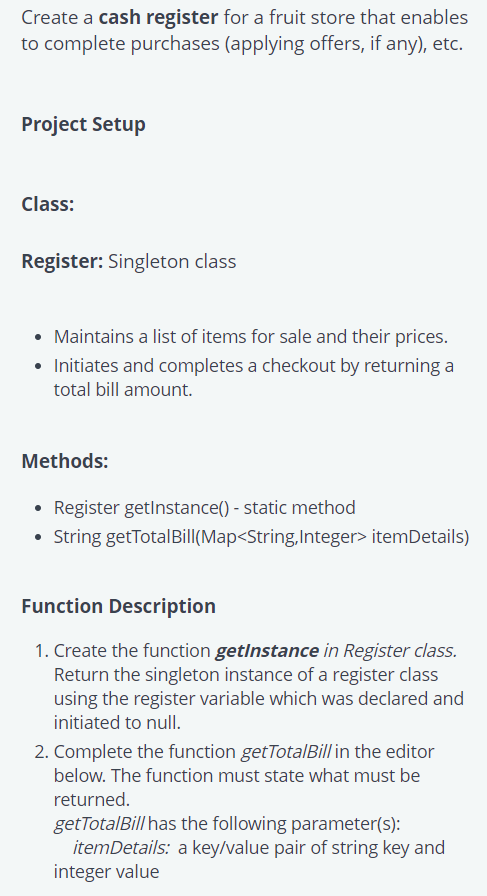 Create a cash register for a fruit store that enables
to complete purchases (applying offers, if any), etc.
Project Setup
Class:
Register: Singleton class
• Maintains a list of items for sale and their prices.
• Initiates and completes a checkout by returning a
total bill amount.
Methods:
• Register getInstance() - static method
• String getTotalBill(Map<String,Integer> itemDetails)
Function Description
1. Create the function getInstance in Register class.
Return the singleton instance of a register class
using the register variable which was declared and
initiated to null.
2. Complete the function getTotalBill in the editor
below. The function must state what must be
returned.
getTotalBill has the following parameter(s):
itemDetails: a key/value pair of string key and
integer value